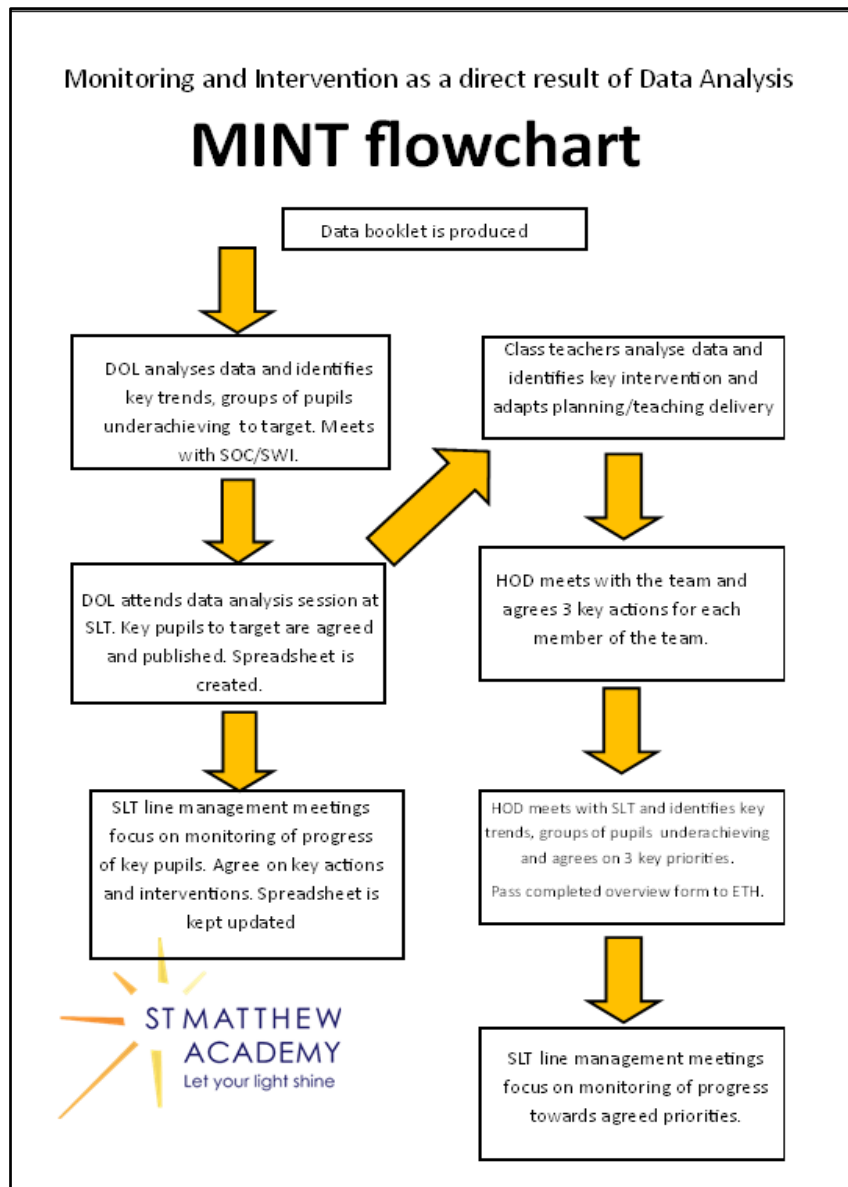 Monitoring and Intervention as a direct result of Data Analysis
MINT flowchart
Data booklet is produced
DOL analyses data and identifies
key trends, groups of pupils
underachieving to target. Meets
with SOC/SWI.
DOL attends data analysis session at
SLT. Key pupils to target are agreed
and published. Spreadsheet is
created.
SLT line management meetings
focus on monitoring of progress
of key pupils. Agree on key actions
and interventions. Spreadsheet is
kept updated
Class teachers analyse data and
identifies key intervention and
adapts planning/teaching delivery
HOD meets with the team and
agrees 3 key actions for each
member of the team.
HOD meets with SLT and identifies key
trends, groups of pupils underachieving
and agrees on 3 key priorities.
Pass completed overview form to ETH.
SLT line management meetings
focus on monitoring of progress
towards agreed priorities.
ST MATTHEW
ACADEMY
Let your light shine